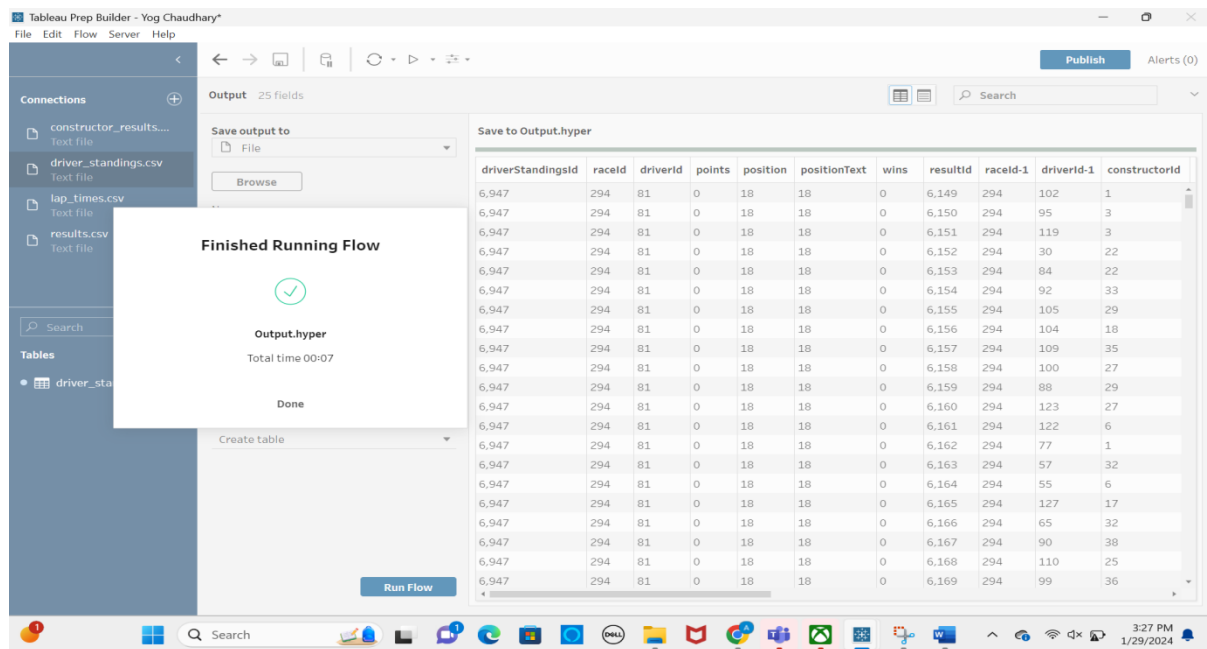 Tableau Prep Builder - Yog Chaudhary*
File Edit Flow Server Help
Publish Alerts (0)
Connections
constructor_results....
Text file
driver_standings.csv
Text file
lap_times.csv
Text file
results.csv
Text file
Search
Tables
driver_sta
Output 25 fields
Search
Save output to
File
Browse
Finished Running Flow
Output.hyper
Total time 00:07
Done
Create table
Run Flow
Save to Output.hyper
driverStandingsId raceId driverId points position positionText wins resultId raceId-1 driverId-1 constructorId
6,947 294 81 0 18 18 0 6,149 294 102 1
6,947 294 81 0 18 18 0 6,150 294 95 3
6,947 294 81 0 18 18 0 6,151 294 119 3
6,947 294 81 0 18 18 0 6,152 294 30 22
6,947 294 81 0 18 18 0 6,153 294 84 22
6,947 294 81 0 18 18 0 6,154 294 92 33
6,947 294 81 0 18 18 0 6,155 294 105 29
6,947 294 81 0 18 18 0 6,156 294 104 18
6,947 294 81 0 18 18 0 6,157 294 109 35
6,947 294 81 0 18 18 0 6,158 294 100 27
6,947 294 81 0 18 18 0 6,159 294 88 29
6,947 294 81 0 18 18 0 6,160 294 123 27
6,947 294 81 0 18 18 0 6,161 294 122 6
6,947 294 81 0 18 18 0 6,162 294 77 1
6,947 294 81 0 18 18 0 6,163 294 57 32
6,947 294 81 0 18 18 0 6,164 294 55 6
6,947 294 81 0 18 18 0 6,165 294 127 17
6,947 294 81 0 18 18 0 6,166 294 65 32
6,947 294 81 0 18 18 0 6,167 294 90 38
6,947 294 81 0 18 18 0 6,168 294 110 25
6,947 294 81 0 18 18 0 6,169 294 99 36
1
Search
DELL
3:27 PM
1/29/2024